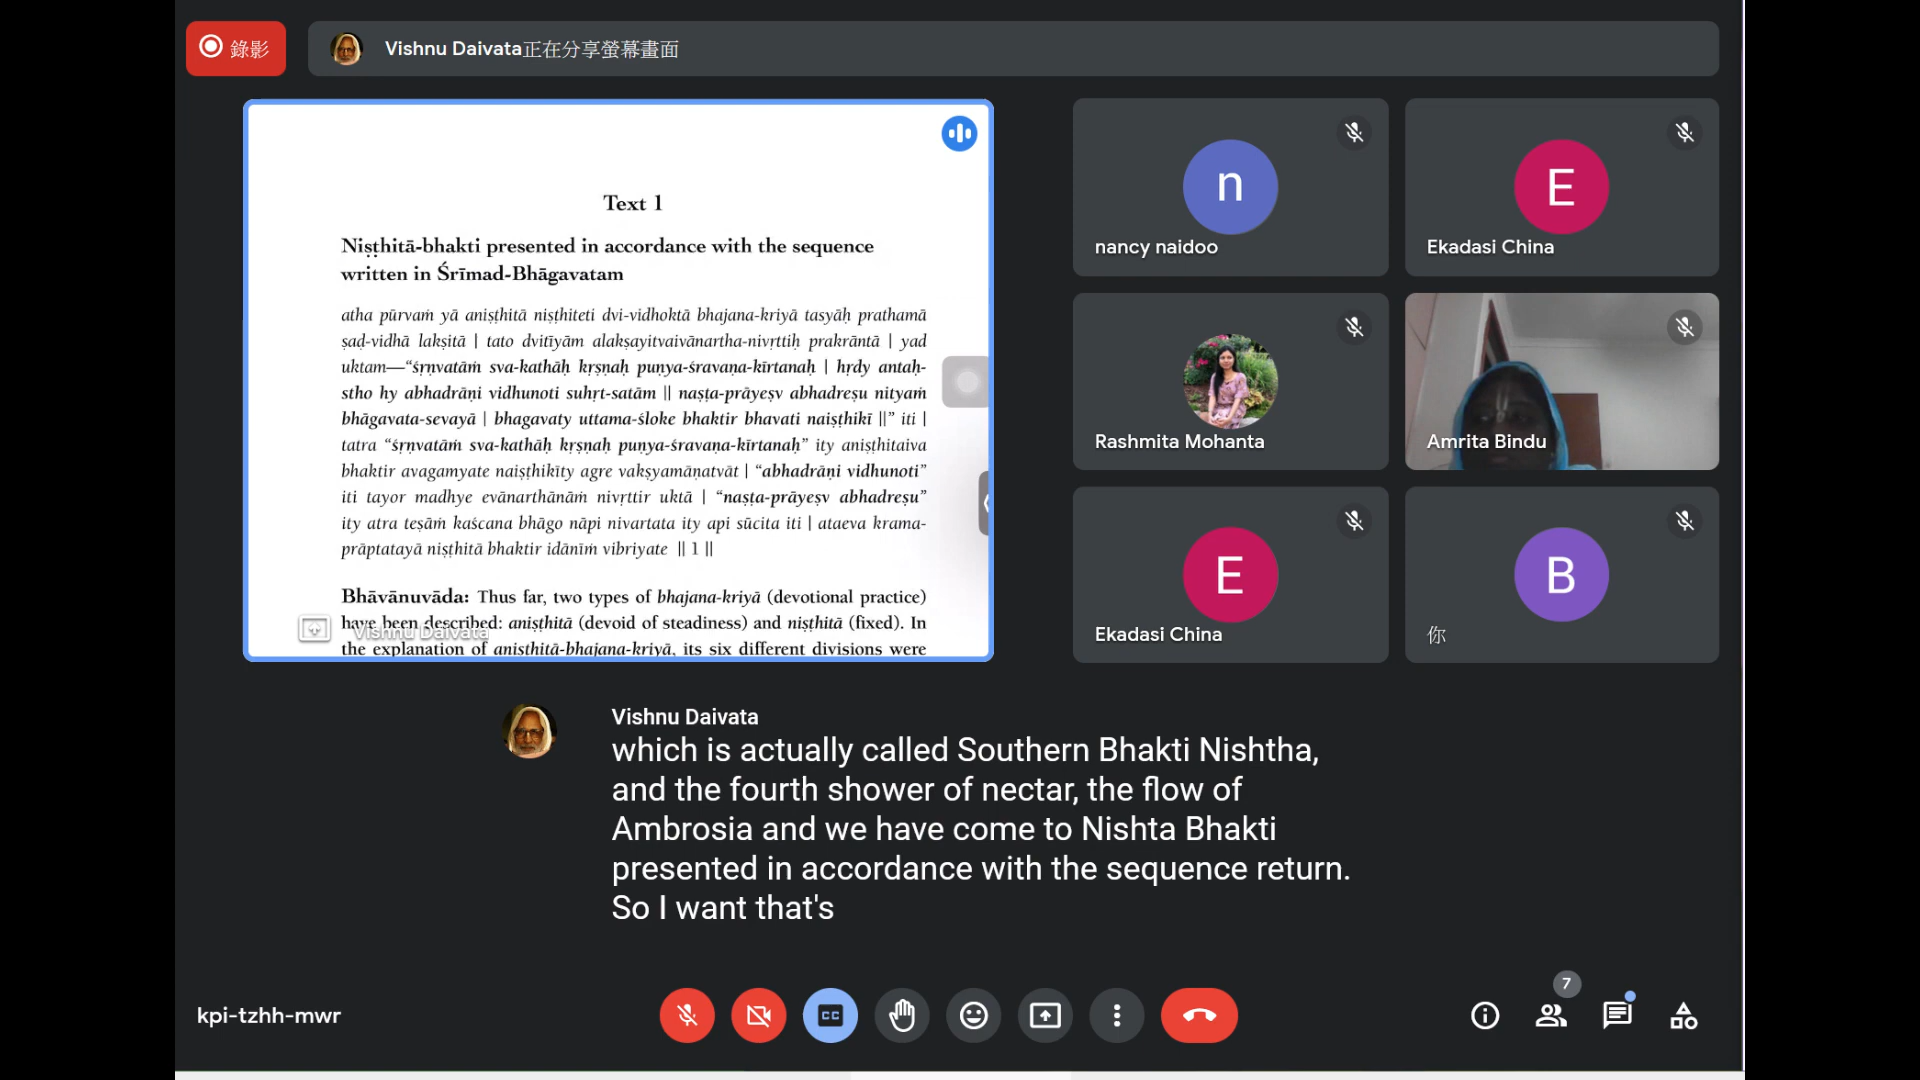 錄影
Vishnu Daivata正在分享螢幕畫面
Text 1
Niṣṭhitā-bhakti presented in accordance with the sequence
written in Śrīmad-Bhāgavatam
atha pūrvaṁ yā aniṣṭhitā niṣṭhiteti dvi-vidhoktā bhajana-kriyā tasyāḥ prathamā
ṣaḍ-vidhā lakṣitā | tato dvitīyām alakṣayitvaivānartha-nivṛttiḥ prakrāntā | yad
uktam—“śṛṇvatāṁ sva-kathāḥ kṛṣṇaḥ puṇya-śravaṇa-kīrtanaḥ | hṛdy antaḥ-
stho hy abhadrāṇi vidhunoti suhṛt-satām || naṣṭa-prāyeṣv abhadreṣu nityaṁ
bhāgavata-sevayā | bhagavaty uttama-śloke bhaktir bhavati naiṣṭhikī ||” iti |
tatra “śṛṇvatāṁ sva-kathāḥ kṛṣṇaḥ puṇya-śravaṇa-kīrtanaḥ” ity aniṣṭhitaiva
bhaktir avagamyate naiṣṭhikīty agre vakṣyamāṇatvāt | “abhadrāṇi vidhunoti”
iti tayor madhye evānarthānāṁ nivṛttir uktā | “naṣṭa-prāyeṣv abhadreṣu”
ity atra teṣāṁ kaścana bhāgo nāpi nivartata ity api sūcita iti | ataeva krama-
prāptatayā niṣṭhitā bhaktir idānīṁ vibriyate || 1 ||
Bhāvānuvāda: Thus far, two types of bhajana-kriyā (devotional practice)
have been described: aniṣṭhitā (devoid of steadiness) and niṣṭhitā (fixed). In
the explanation of aniṣṭhitā-bhajana-kriyā, its six different divisions were
Vishnu Daivata
n
nancy naidoo
E
Ekadasi China
Rashmita Mohanta
Amrita Bindu
E
Ekadasi China
B
你
Vishnu Daivata
which is actually called Southern Bhakti Nishtha,
and the fourth shower of nectar, the flow of
Ambrosia and we have come to Nishta Bhakti
presented in accordance with the sequence return.
So I want that's
kpi-tzhh-mwr
CC
7